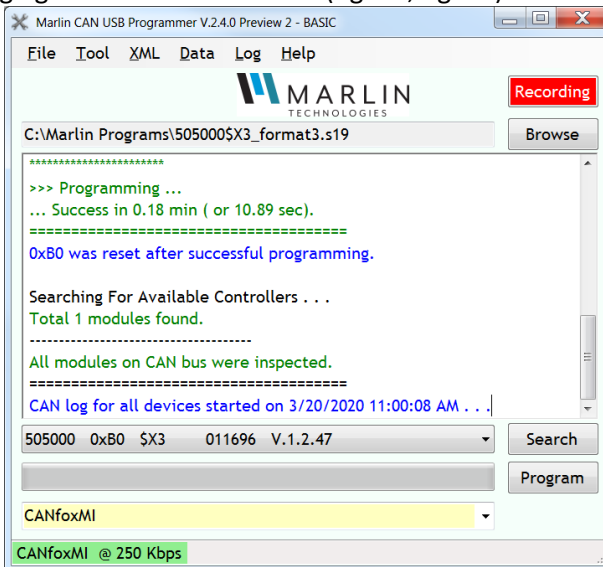 Marlin CAN USB Programmer V.2.4.0 Preview 2 - BASIC
File Tool XML Data Log Help
MARLIN
TECHNOLOGIES
Recording
C:\Marlin Programs\505000$X3_format3.s19
Browse
***********************
>>> Programming ...
... Success in 0.18 min ( or 10.89 sec).
======================================
0xB0 was reset after successful programming.
Searching For Available Controllers . . .
Total 1 modules found.
-------------------------------------
All modules on CAN bus were inspected.
======================================
CAN log for all devices started on 3/20/2020 11:00:08 AM . . .
505000 0xB0 $X3 011696 V.1.2.47
Search
Program
CANfoxMI
CANfoxMI @ 250 Kbps